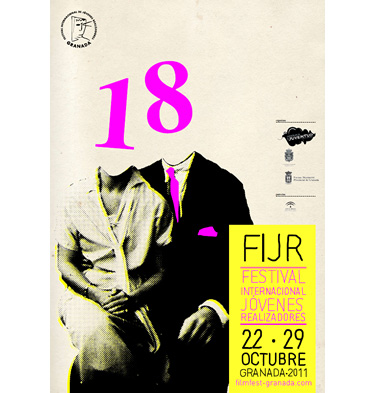 GRANADA
18
FIJR
FESTIVAL
INTERNACIONAL
JÓVENES
REALIZADORES
22 · 29
OCTUBRE
GRANADA·2011
filmfest-granada.com